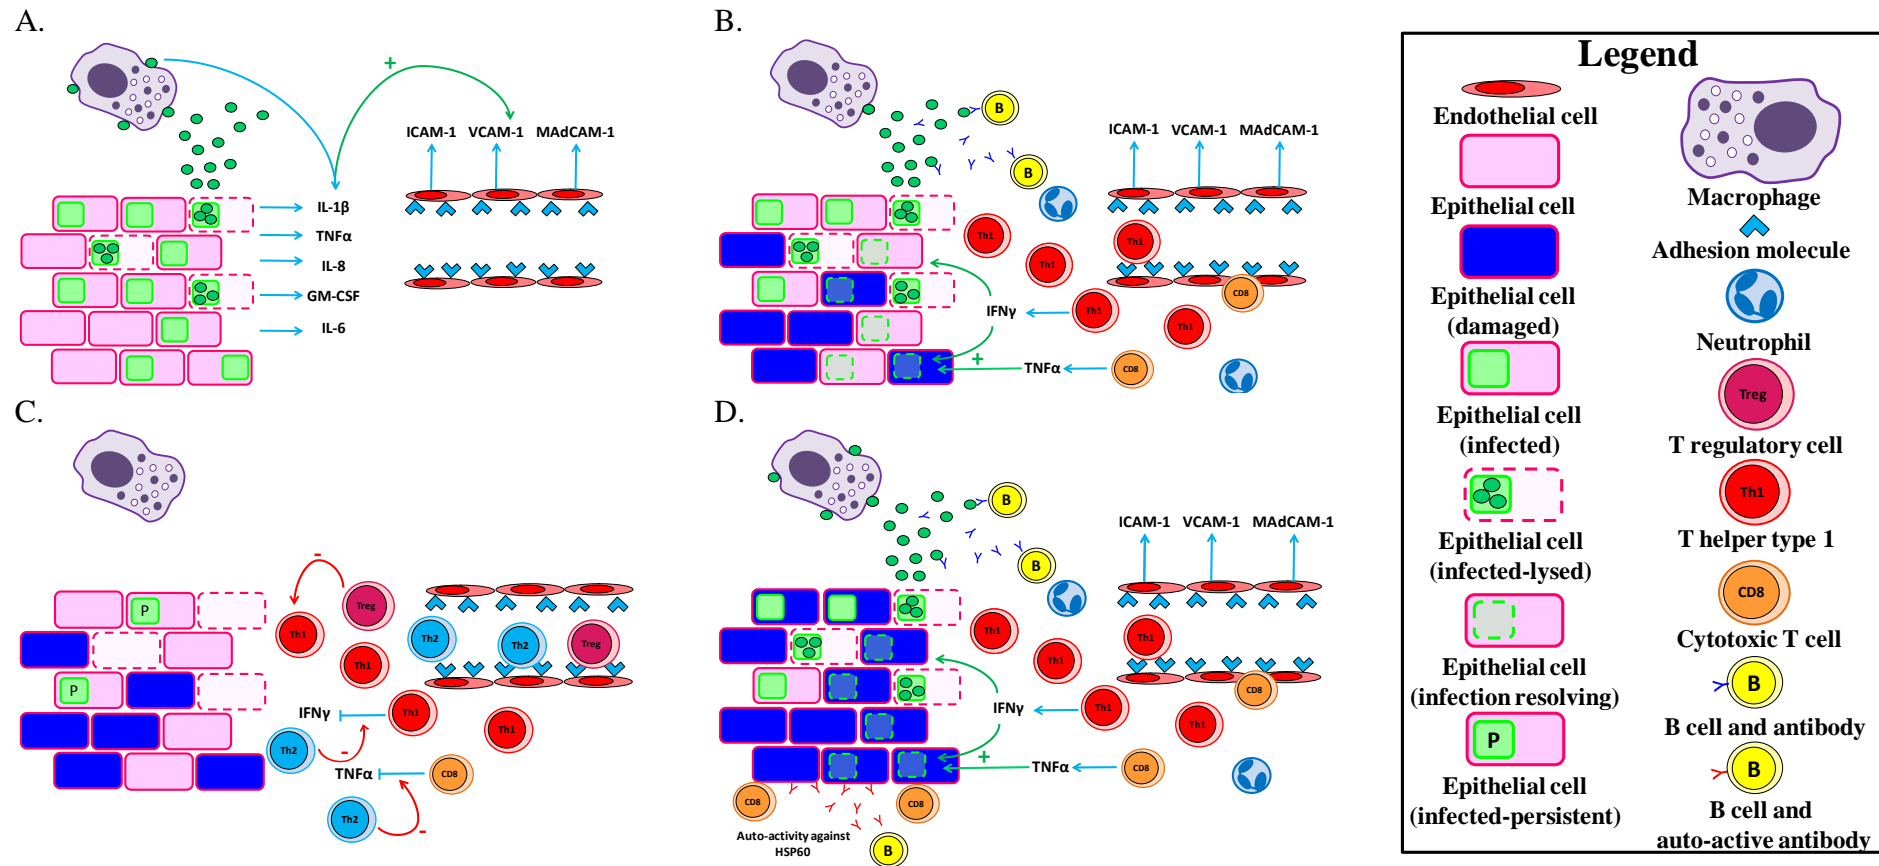 A.
+
ICAM-1 VCAM-1 MAdCAM-1
IL-1β
TNFα
IL-8
GM-CSF
IL-6
B.
B
B
ICAM-1 VCAM-1 MAdCAM-1
Th1
Th1
Th1
CD8
IFNγ
Th1
Th1
+
TNFα
CD8
C.
-
Treg
Th1
Th1
P
P
Th2
Th2
Treg
IFNγ
Th1
Th1
Th2
-
TNFα
CD8
Th2
-
D.
B
B
ICAM-1 VCAM-1 MAdCAM-1
Th1
Th1
Th1
CD8
IFNγ
Th1
Th1
+
TNFα
CD8
CD8
CD8
Auto-activity against
HSP60
B
Legend
Endothelial cell
Epithelial cell
Epithelial cell
(damaged)
Epithelial cell
(infected)
Epithelial cell
(infected-lysed)
Epithelial cell
(infection resolving)
P
Epithelial cell
(infected-persistent)
Macrophage
Adhesion molecule
Neutrophil
Treg
T regulatory cell
Th1
T helper type 1
CD8
Cytotoxic T cell
B
B cell and antibody
B
B cell and
auto-active antibody